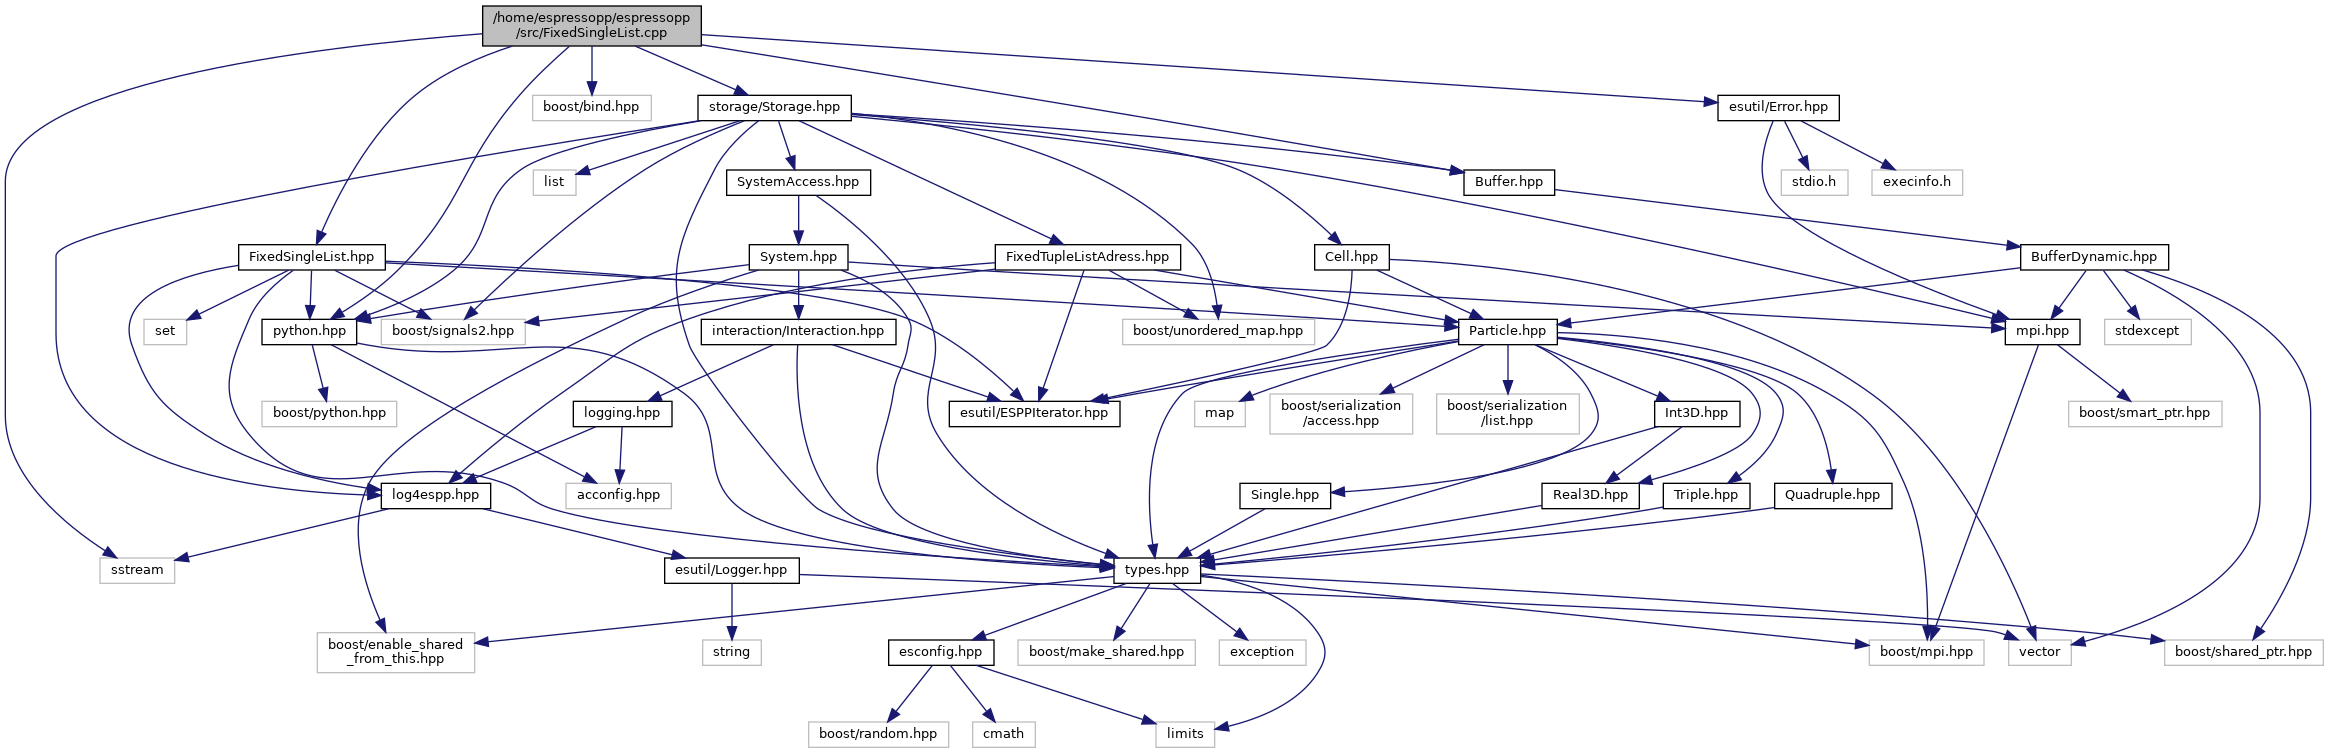 /home/espressopp/espressopp
/src/FixedSingleList.cpp
boost/bind.hpp
storage/Storage.hpp
esutil/Error.hpp
list
SystemAccess.hpp
Buffer.hpp
stdio.h
execinfo.h
FixedSingleList.hpp
System.hpp
FixedTupleListAdress.hpp
Cell.hpp
BufferDynamic.hpp
set
python.hpp
boost/signals2.hpp
interaction/Interaction.hpp
boost/unordered_map.hpp
Particle.hpp
mpi.hpp
stdexcept
boost/python.hpp
logging.hpp
esutil/ESPPIterator.hpp
map
boost/serialization
/access.hpp
boost/serialization
/list.hpp
Int3D.hpp
boost/smart_ptr.hpp
log4espp.hpp
acconfig.hpp
Single.hpp
Real3D.hpp
Triple.hpp
Quadruple.hpp
sstream
esutil/Logger.hpp
types.hpp
boost/enable_shared
_from_this.hpp
string
esconfig.hpp
boost/make_shared.hpp
exception
boost/mpi.hpp
vector
boost/shared_ptr.hpp
boost/random.hpp
cmath
limits